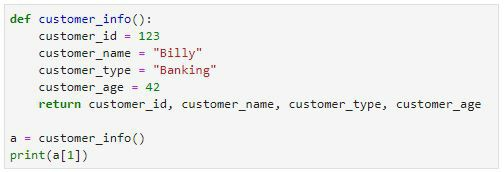 def customer_info():
    customer_id = 123
    customer_name = "Billy"
    customer_type = "Banking"
    customer_age = 42
    return customer_id, customer_name, customer_type, customer_age

a = customer_info()
print(a[1])